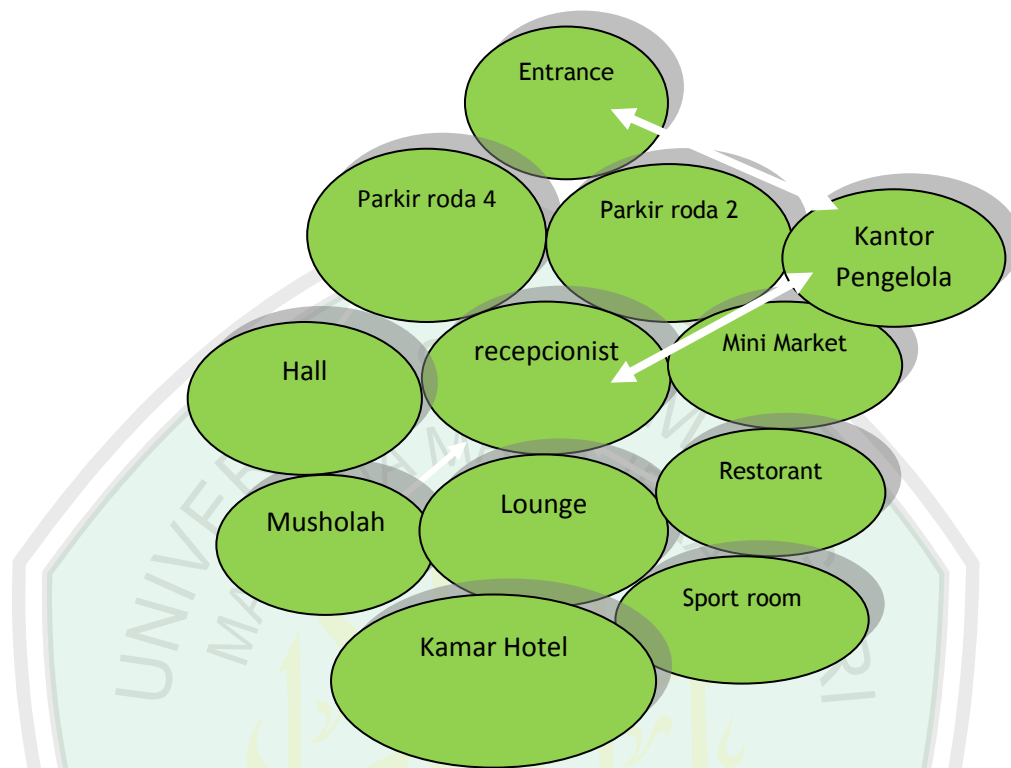 Entrance
Parkir roda 4
Parkir roda 2
Kantor
Pengelola
Hall
recepcionist
Mini Market
Musholah
Lounge
Restorant
Kamar Hotel
Sport room